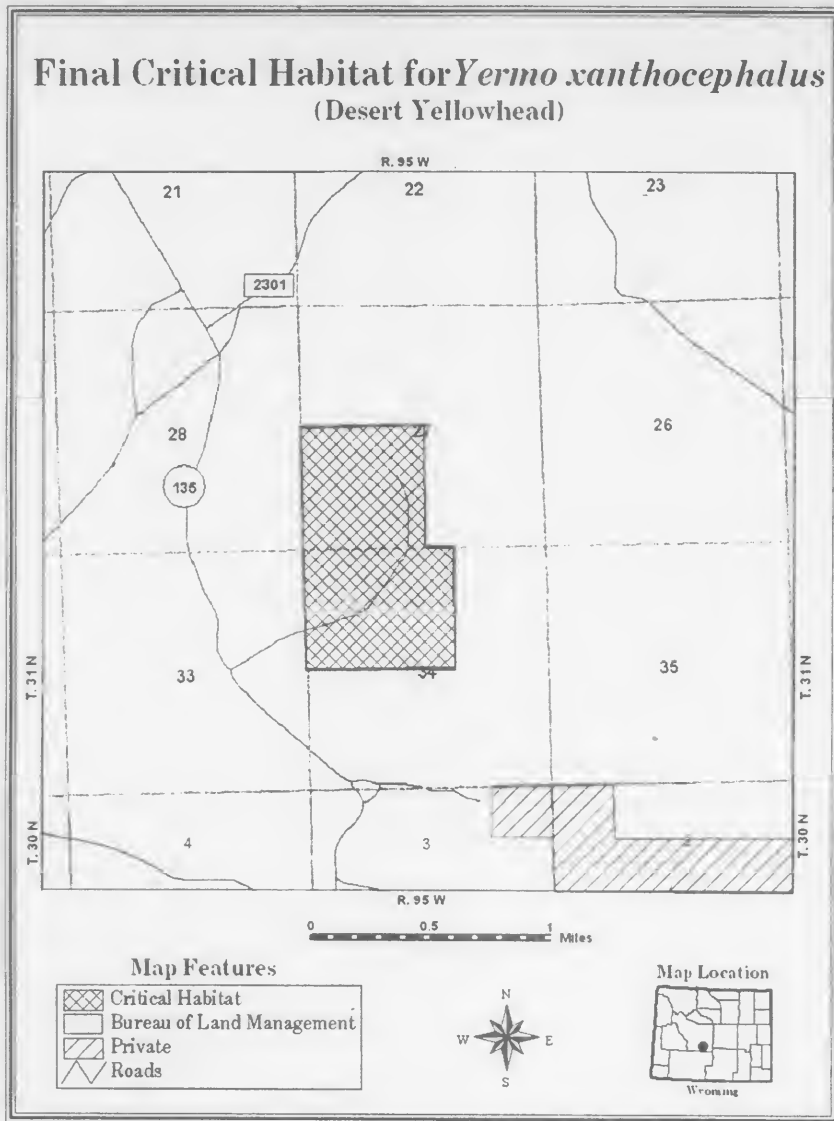 Final Critical Habitat for Yermo xanthocephalus
(Desert Yellowhead)
R. 95 W
21
22
23
2301
28
26
135
33
34
35
T. 31 N
T. 31 N
4
3
2
T. 30 N
T. 30 N
R. 95 W
0
0.5
1
Miles
Map Features
Critical Habitat
Bureau of Land Management
Private
Roads
N
W
E
S
Map Location
Wyoming